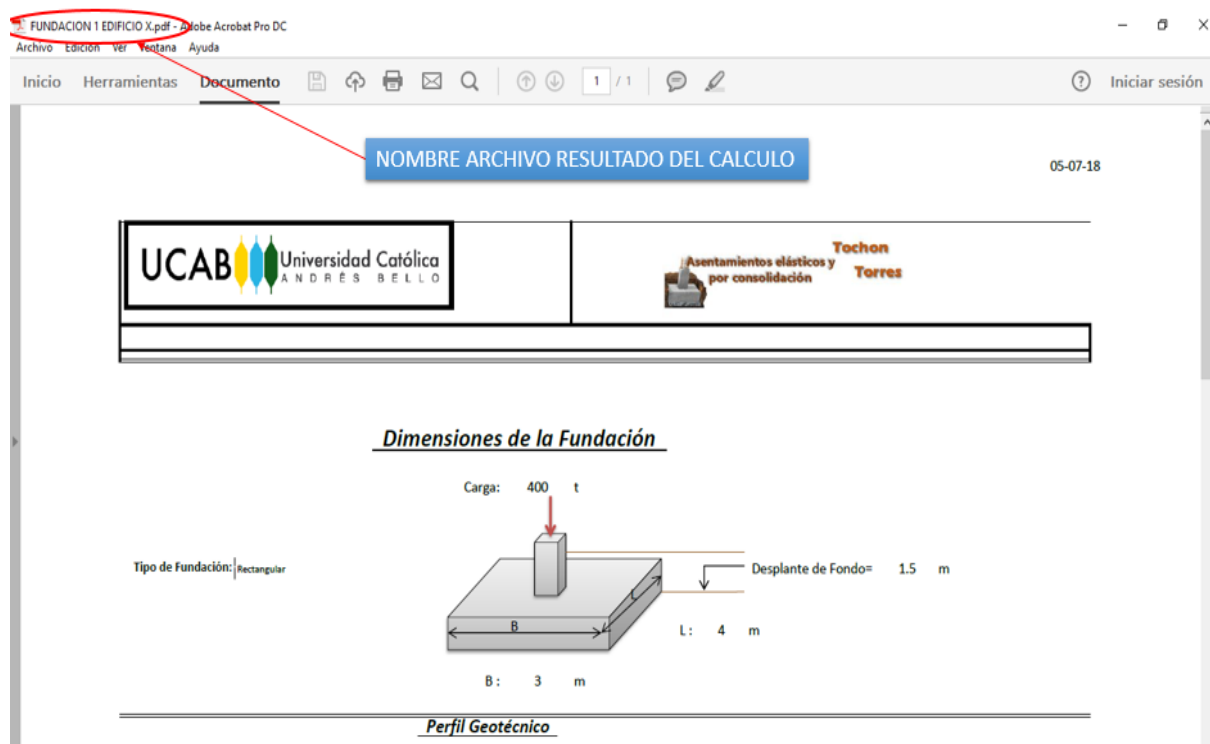 FUNDACION 1 EDIFICIO X.pdf - Adobe Acrobat Pro DC
Archivo Edición Ver Ventana Ayuda
Inicio Herramientas Documento 1 / 1 Iniciar sesión
NOMBRE ARCHIVO RESULTADO DEL CALCULO
05-07-18
UCAB Universidad Católica
ANDRÉS BELLO
Asentamientos elásticos y
por consolidación
Tochon
Torres
Dimensiones de la Fundación
Carga: 400 t
Tipo de Fundación: Rectangular
Desplante de Fondo= 1.5 m
L
B
L : 4 m
B : 3 m
Perfil Geotécnico